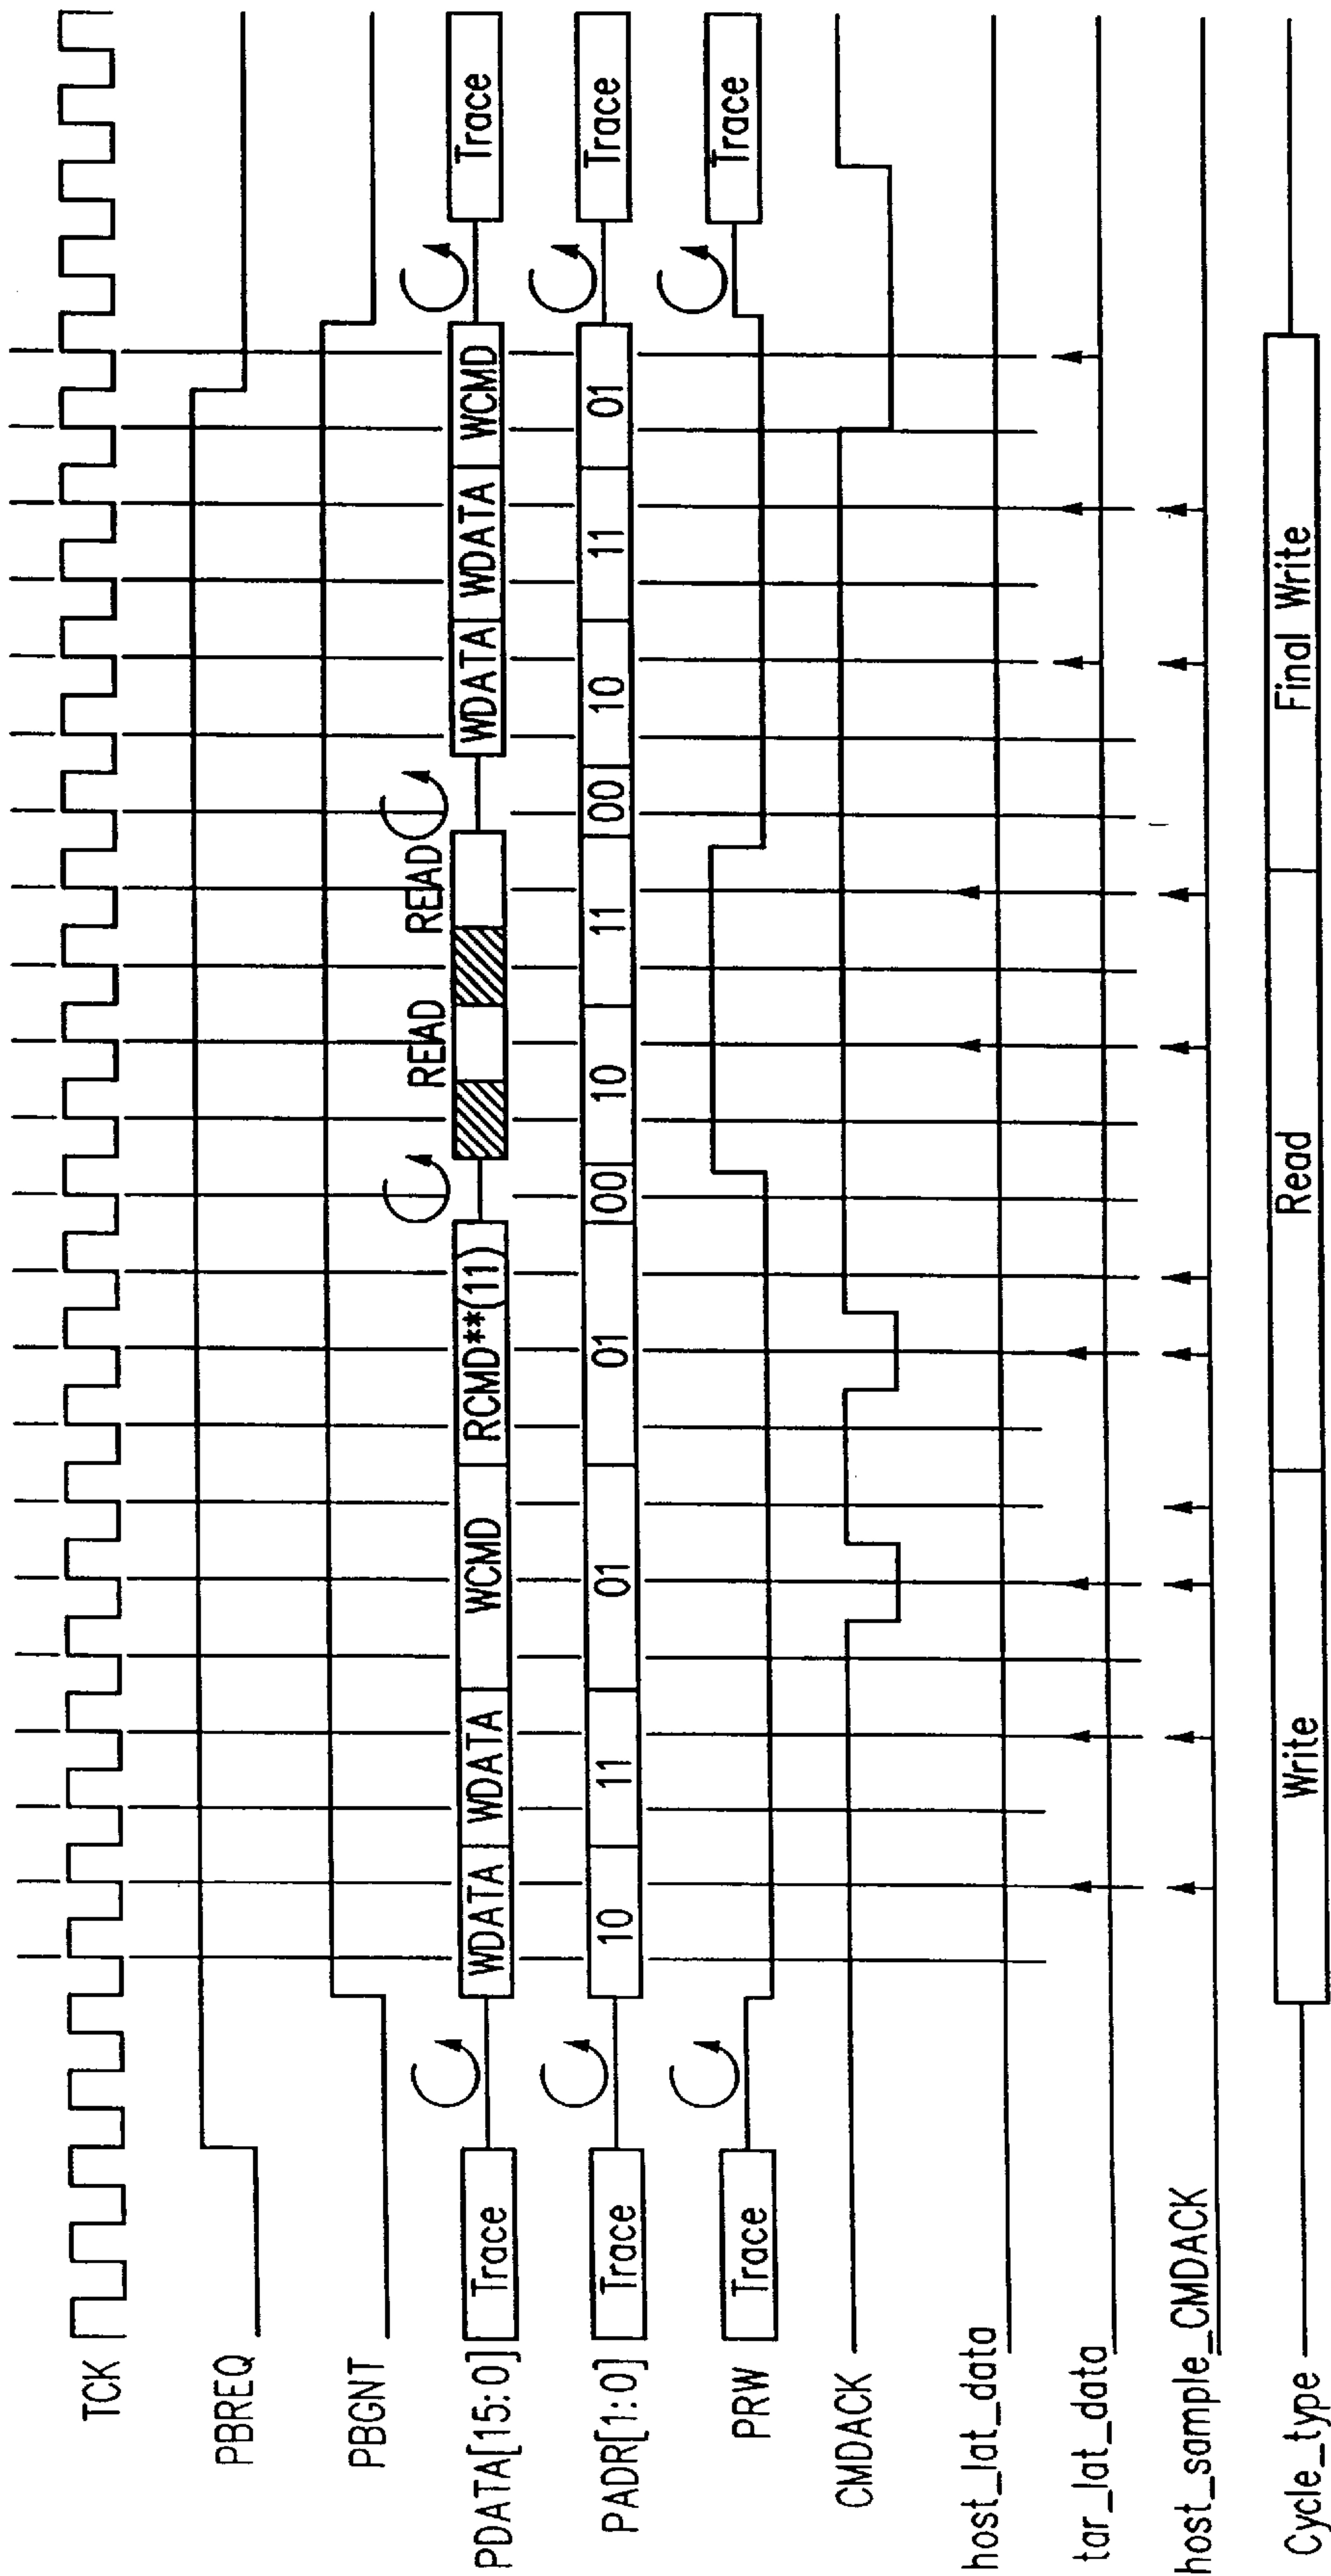 TCK
PBREQ
PBGNT
PDATA[15:0] Trace WDATA WDATA WCMD RCMD**(11) READ READ WDATA WDATA WCMD Trace
PADR[1:0] Trace 10 11 01 01 00 10 11 00 10 11 01 Trace
PRW Trace Trace
CMDACK
host_lat_data
tar_lat_data
host_sample_CMDACK
Cycle_type Write Read Final Write